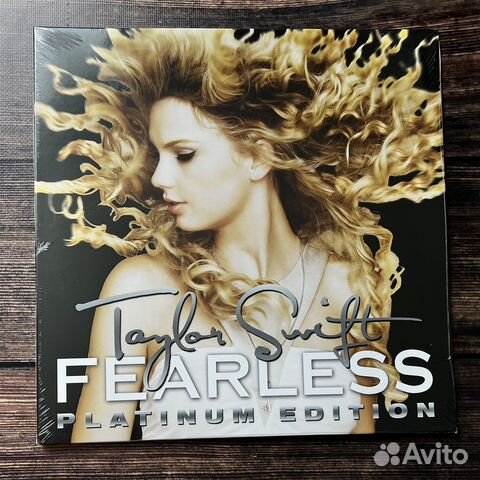 Taylor Swift
FEARLESS
PLATINUM EDITION
Avito